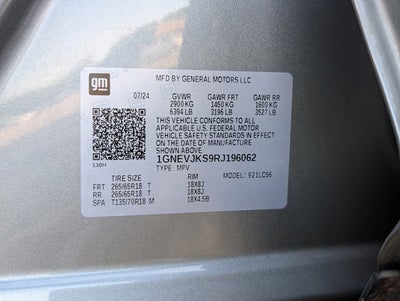 gm
MFD BY GENERAL MOTORS LLC
07/24 GVWR GAWR FRT GAWR RR
2900 KG 1450 KG 1600 KG
6394 LB 3196 LB 3527 LB
THIS VEHICLE CONFORMS TO ALL
APPLICABLE U.S. FEDERAL MOTOR
VEHICLE SAFETY STANDARDS IN EFFECT
ON THE DATE OF MANUFACTURE
SHOWN ABOVE.
1GNEVJKS9RJ196062
TYPE: MPV MODEL: 921LC56
TIRE SIZE RIM
FRT 265/65R18 T 18X8J
RR 265/65R18 T 18X8J
SPA T135/70R18 M 18X4.5B